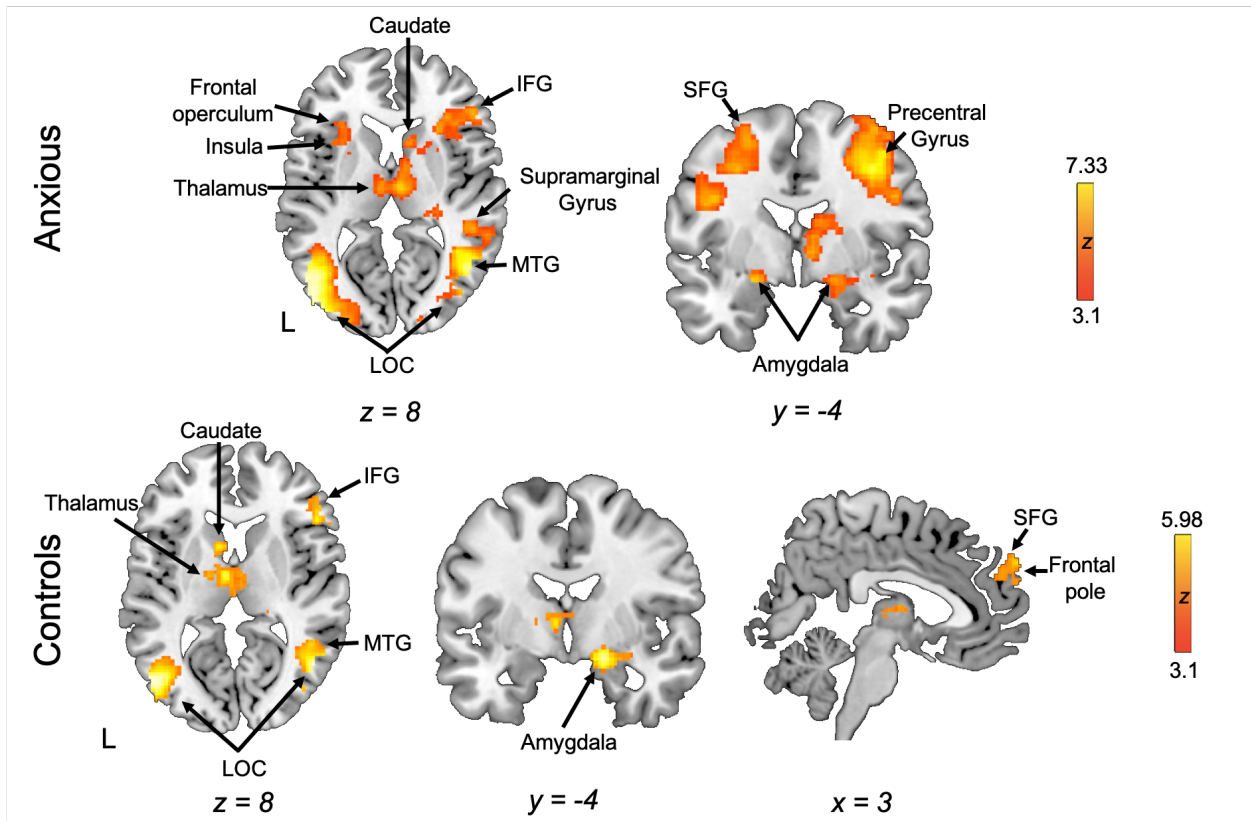 Anxious
Caudate
Frontal
operculum
IFG
Insula
Thalamus
Supramarginal
Gyrus
MTG
L
LOC
z = 8
SFG
Precentral
Gyrus
Amygdala
y = -4
7.33
z
3.1
Controls
Caudate
IFG
Thalamus
MTG
L
LOC
z = 8
Amygdala
y = -4
SFG
Frontal
pole
x = 3
5.98
z
3.1